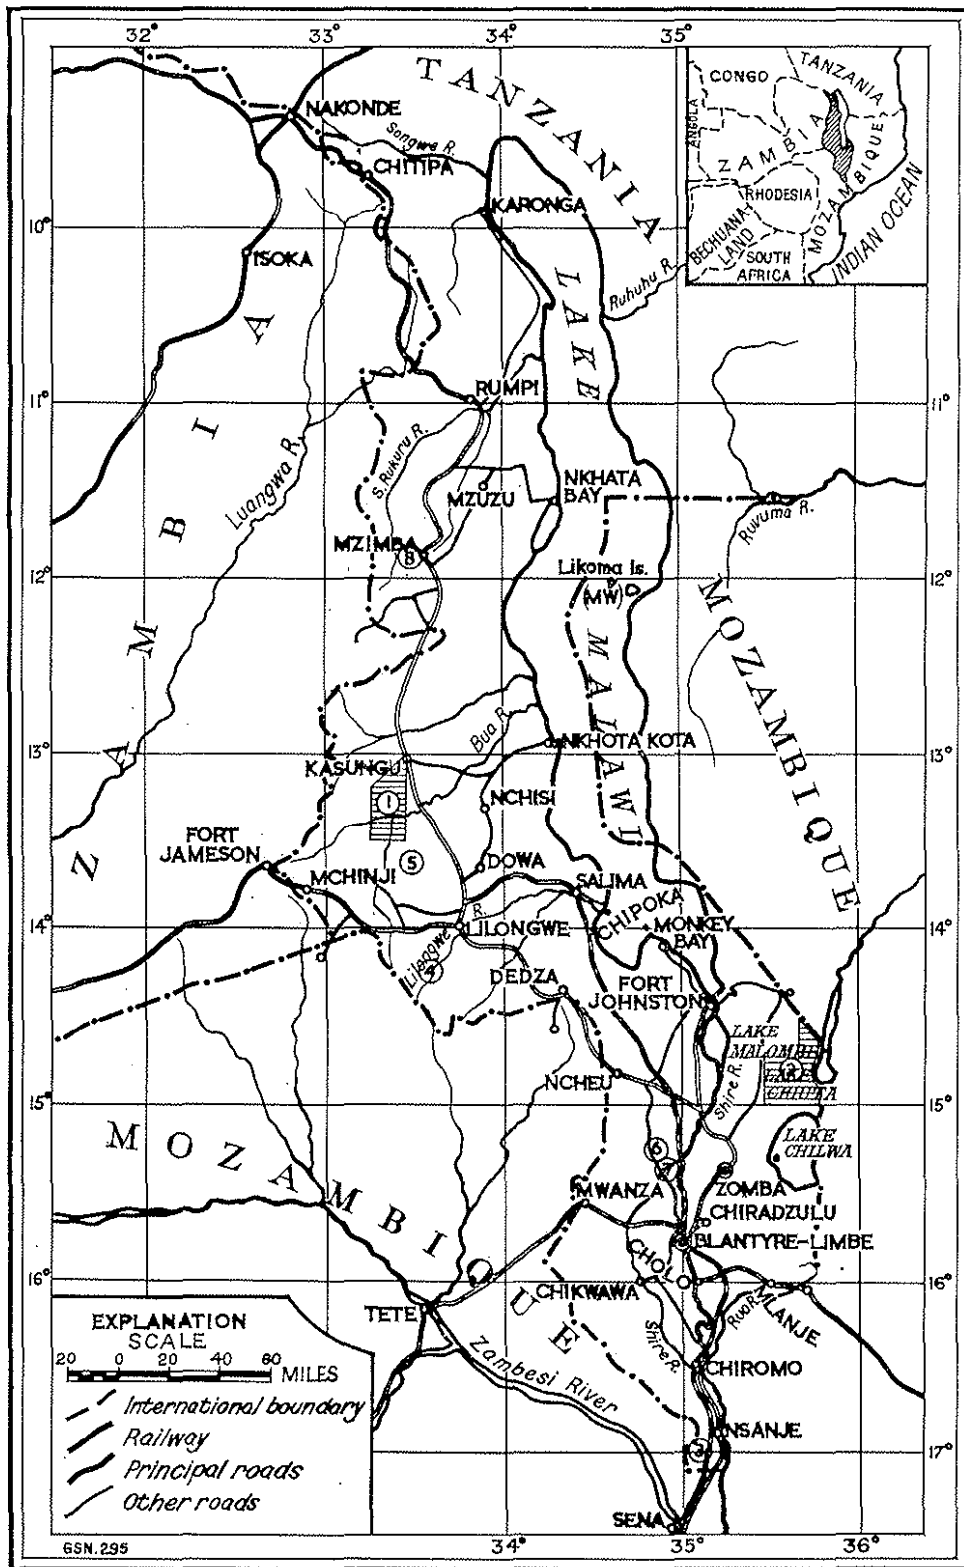 32°
33°
35°
TANZANIA
CONGO
TANZANIA
ANGOLA
ZAMBIA
MOZAMBIQUE
RHODESIA
BECHUANA-
LAND
SOUTH
AFRICA
INDIAN OCEAN
NAKONDE
Songwe R.
CHITIPA
KARONGA
10°
ISOKA
Ruhuhu R.
LAKE
MALAWI
11°
11°
RUMPI
Luangwa R.
S. Rukuru R.
MZUZU
NKHATA
BAY
Ruvuma R.
MZIMBA
8
12°
12°
Likoma Is.
(MW)
ZAMBIA
MOZAMBIQUE
Bua R.
13°
13°
KASUNGU
NKHOTA KOTA
1
NCHISI
FORT
JAMESON
5
DOWA
MCHINJI
SALIMA
CHIPOKA
14°
14°
Lilongwe R.
LILONGWE
MONKEY
BAY
4
DEDZA
FORT
JOHNSTON
LAKE
MALOMBE
2
LAKE
CHIUTA
NCHEU
Shire R.
15°
15°
MOZAMBIQUE
LAKE
CHILWA
6
7
MWANZA
ZOMBA
CHIRADZULU
BLANTYRE-LIMBE
CHOLO
16°
16°
CHIKWAWA
MLANJE
Ruo R.
TETE
Shire R.
CHIROMO
Zambesi River
NSANJE
3
17°
17°
SENA
EXPLANATION
SCALE
20 0 20 40 60 MILES
International boundary
Railway
Principal roads
Other roads
GSN.295
34°
35°
36°